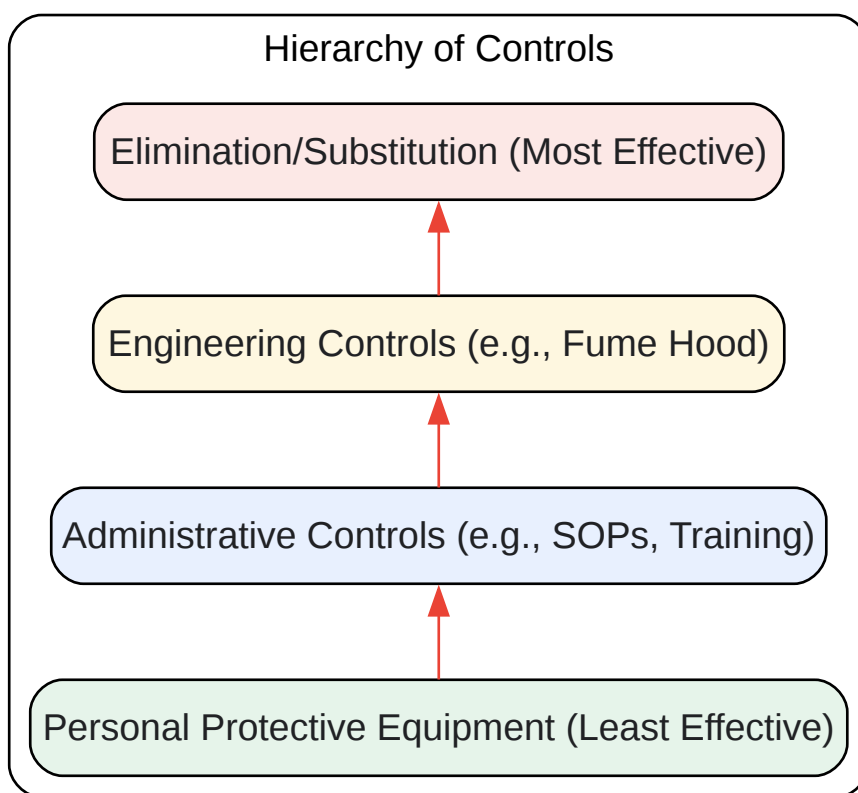 Hierarchy of Controls
Elimination/Substitution (Most Effective)
Engineering Controls (e.g., Fume Hood)
Administrative Controls (e.g., SOPs, Training)
Personal Protective Equipment (Least Effective)